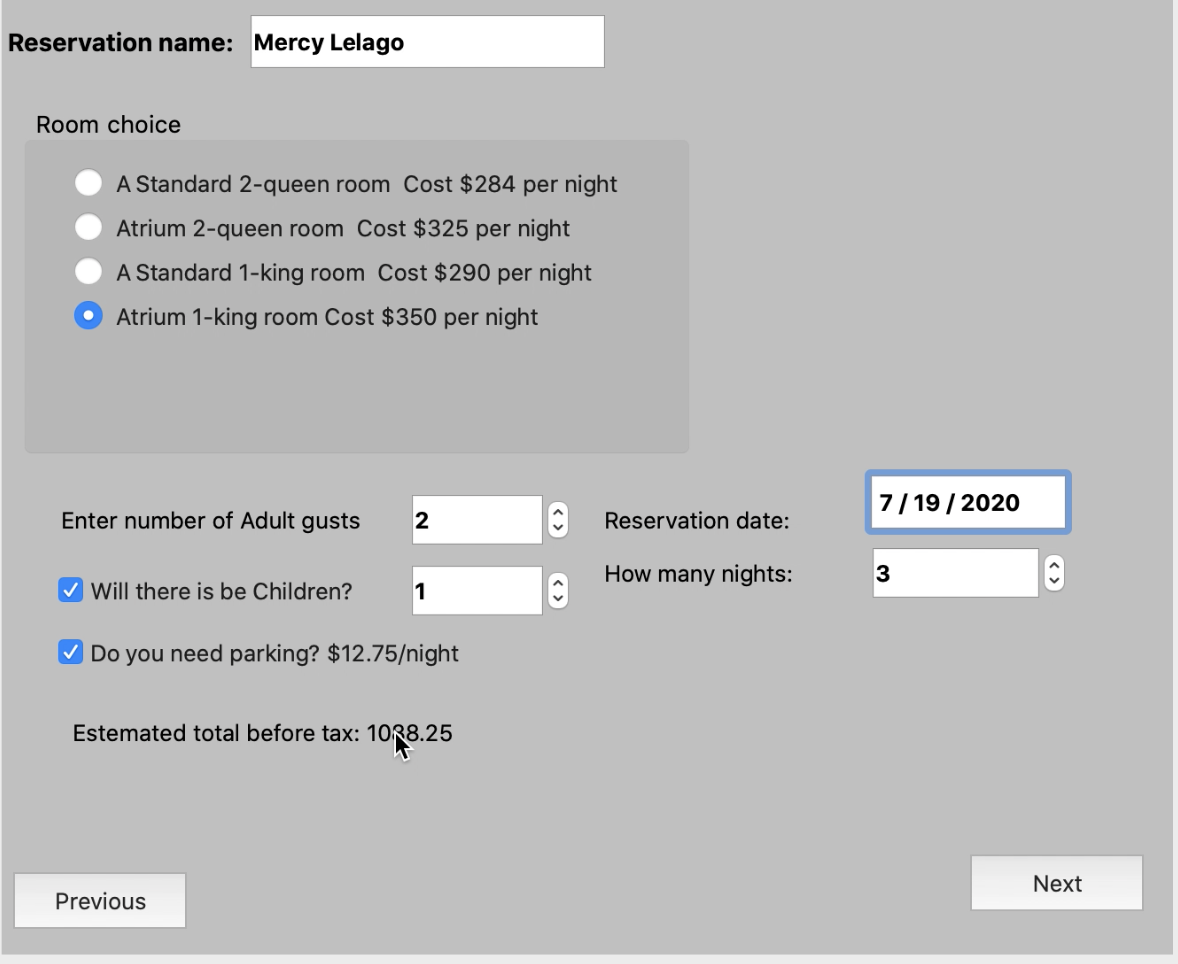 Reservation name: Mercy Lelago
Room choice
A Standard 2-queen room Cost $284 per night
Atrium 2-queen room Cost $325 per night
A Standard 1-king room Cost $290 per night
Atrium 1-king room Cost $350 per night
Enter number of Adult gusts 2
Reservation date: 7 / 19 / 2020
Will there is be Children? 1
How many nights: 3
Do you need parking? $12.75/night
Estemated total before tax: 1088.25
Previous
Next